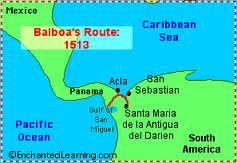 Mexico
Balboa's Route:
1513
Caribbean
Sea
Acla
San
Sebastian
Panama
Gulf of
San
Miguel
Santa Maria
de la Antigua
del Darien
Pacific
Ocean
South
America
©EnchantedLearning.com